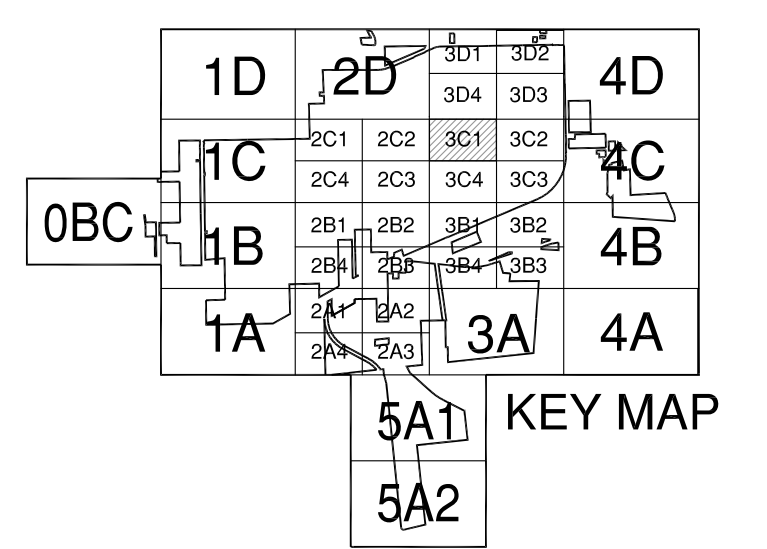 3D1 3D2
1D 2D 4D
3D4 3D3
2C1 2C2 3C1 3C2
1C 4C
2C4 2C3 3C4 3C3
0BC 2B1 2B2 3B1 3B2
1B 4B
2B4 2B3 3B4 3B3
2A1 2A2
1A 3A 4A
2A4 2A3
5A1 KEY MAP
5A2